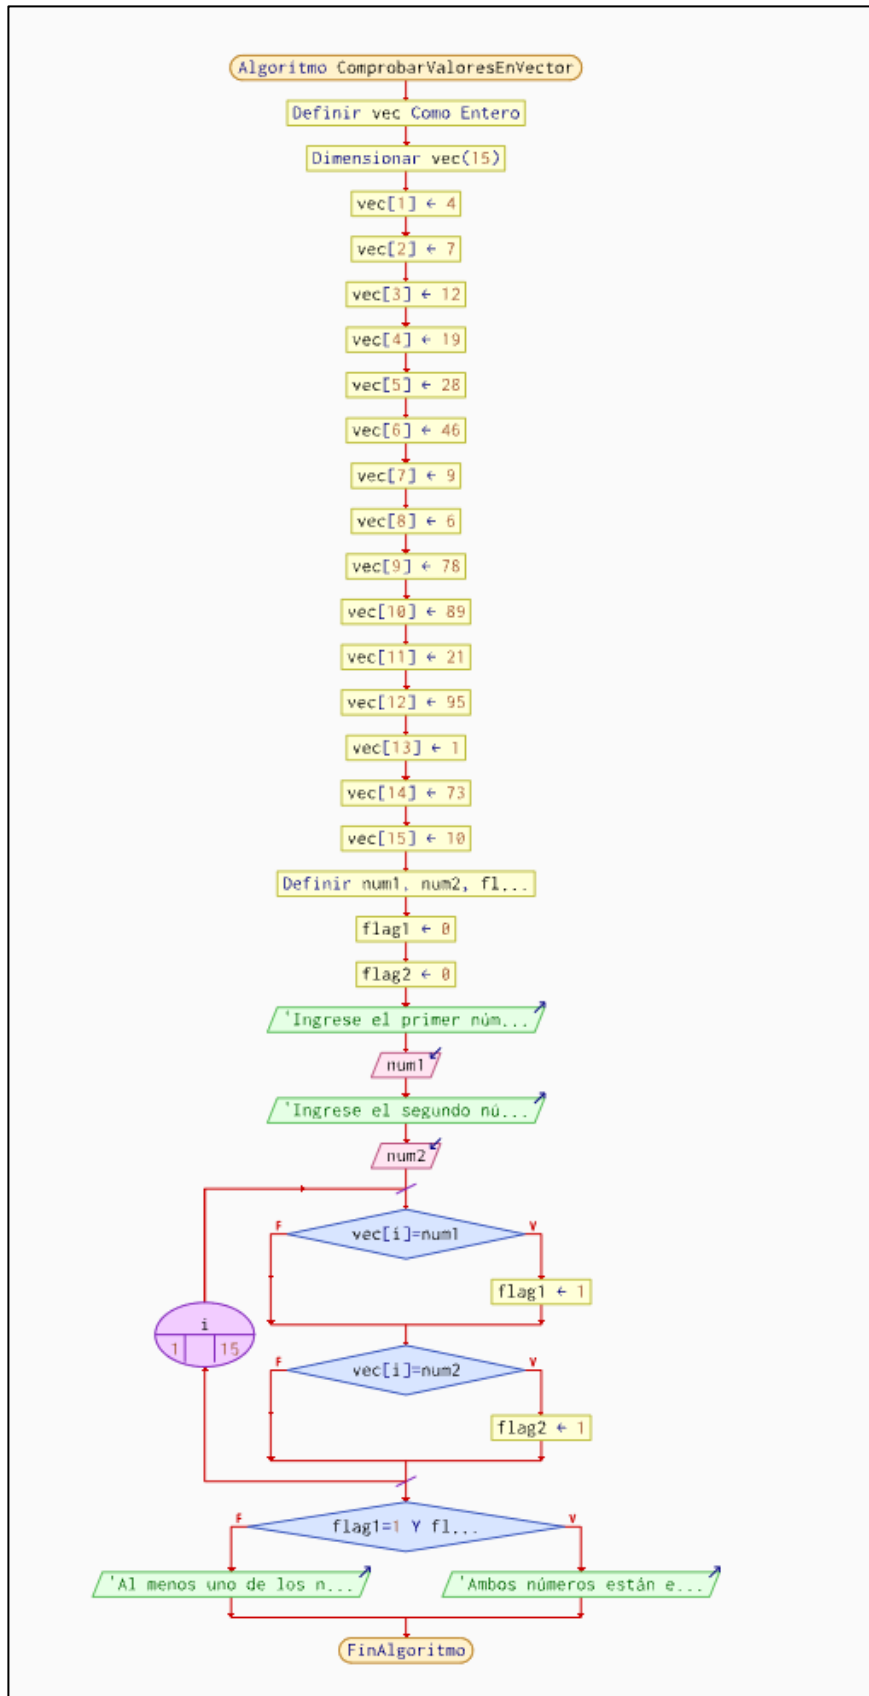 Algoritmo ComprobarValoresEnVector
Definir vec Como Entero
Dimensionar vec(15)
vec[1] ← 4
vec[2] ← 7
vec[3] ← 12
vec[4] ← 19
vec[5] ← 28
vec[6] ← 46
vec[7] ← 9
vec[8] ← 6
vec[9] ← 78
vec[10] ← 89
vec[11] ← 21
vec[12] ← 95
vec[13] ← 1
vec[14] ← 73
vec[15] ← 10
Definir num1, num2, fl...
flag1 ← 0
flag2 ← 0
'Ingrese el primer núm...
num1
'Ingrese el segundo nú...
num2
F
vec[i]=num1
V
flag1 ← 1
i
1 15
F
vec[i]=num2
V
flag2 ← 1
F
flag1=1 Y fl...
V
'Al menos uno de los n...
'Ambos números están e...
FinAlgoritmo